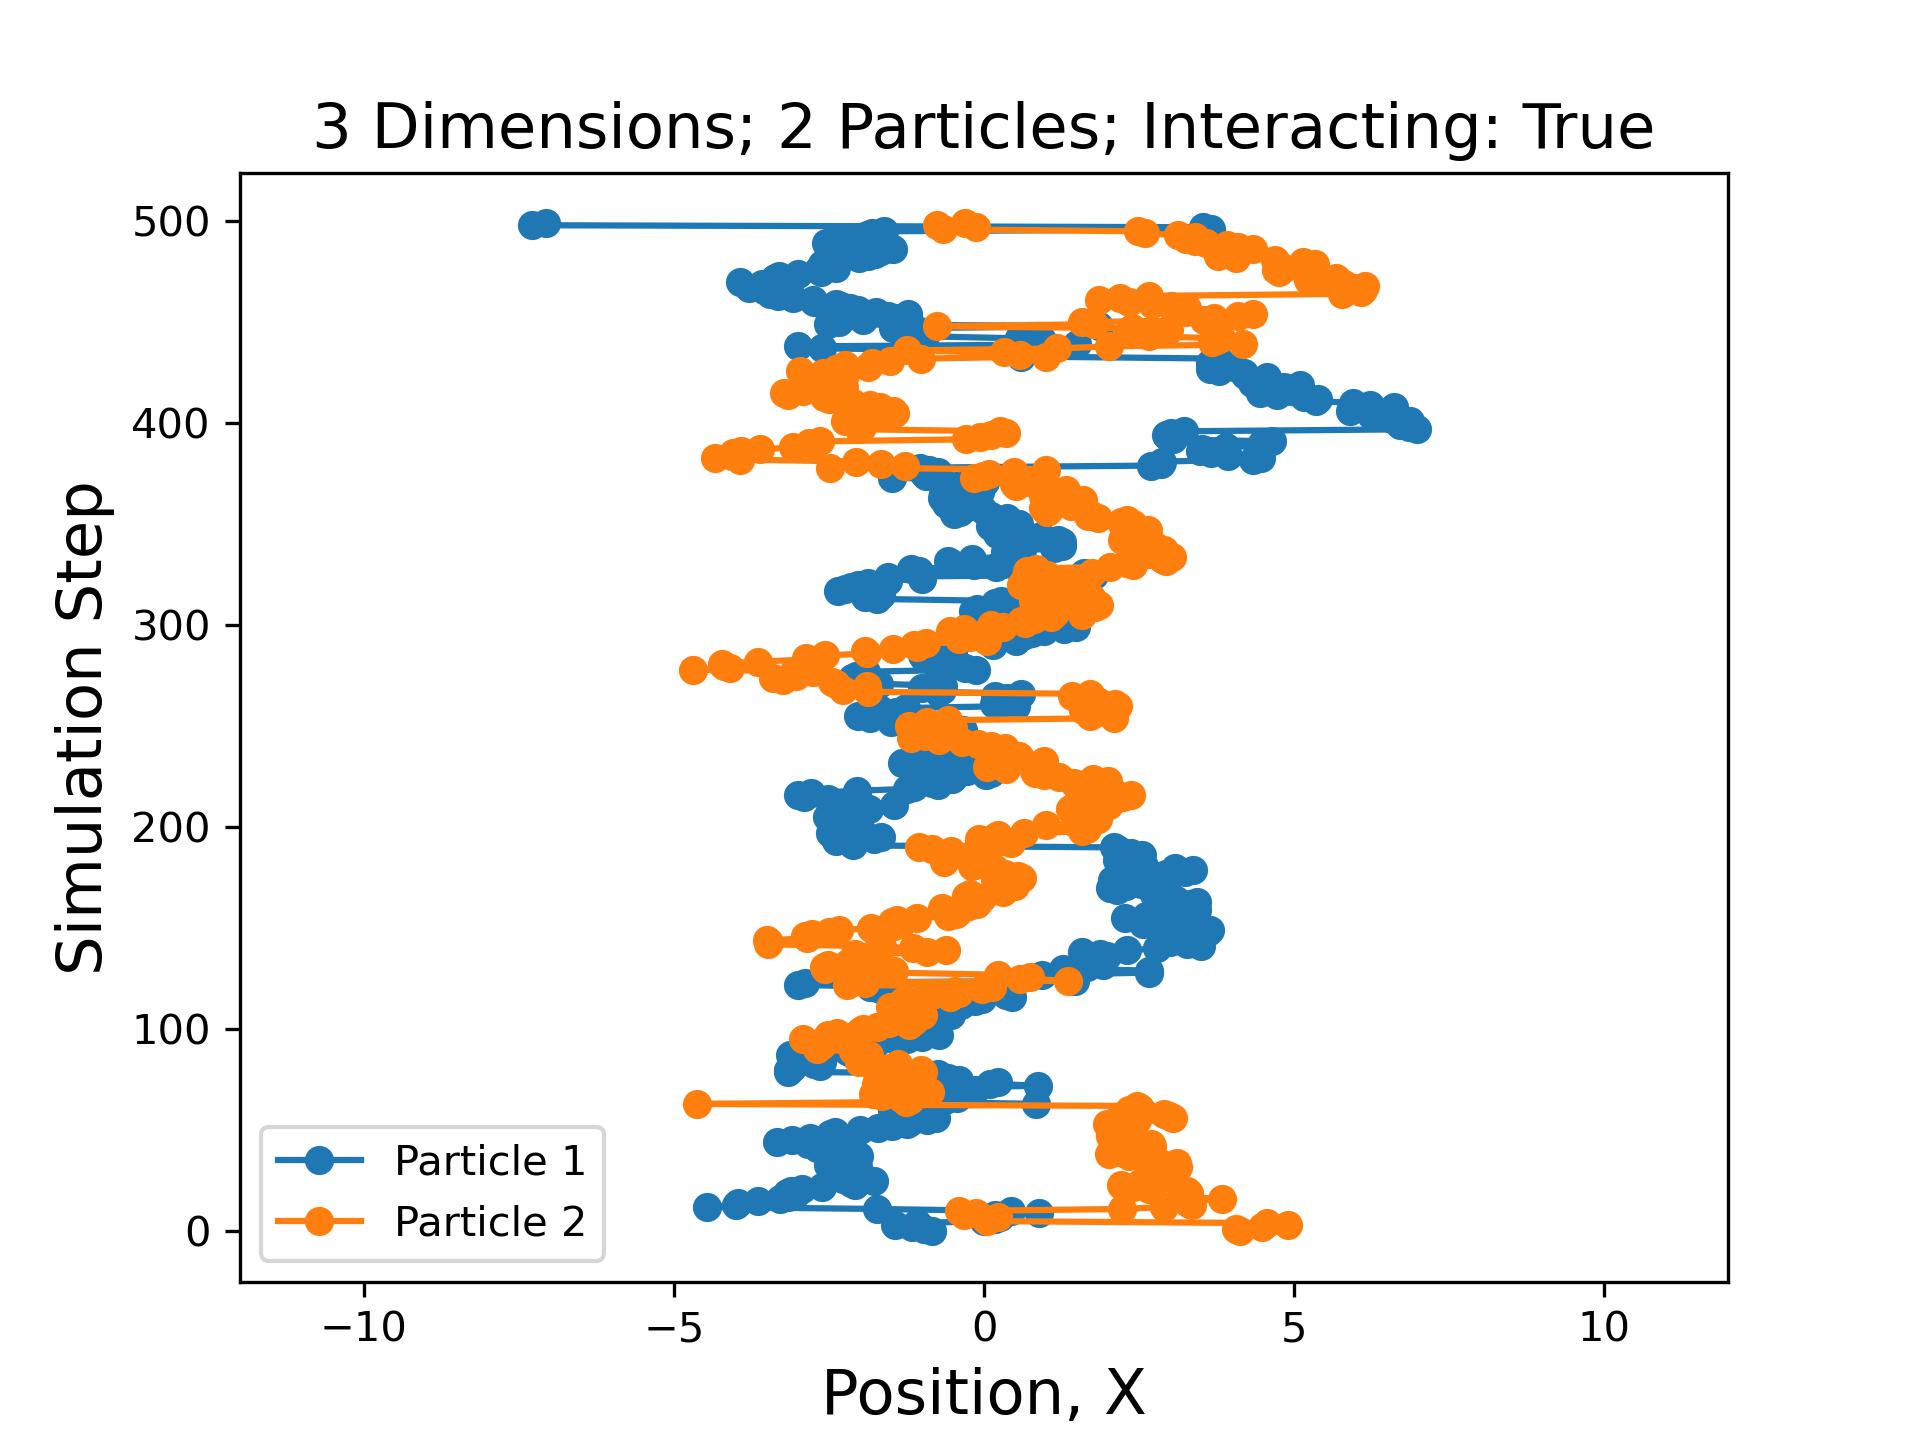 3 Dimensions; 2 Particles; Interacting: True
Simulation Step
500
400
300
200
100
0
Particle 1
Particle 2
−10
−5
0
5
10
Position, X